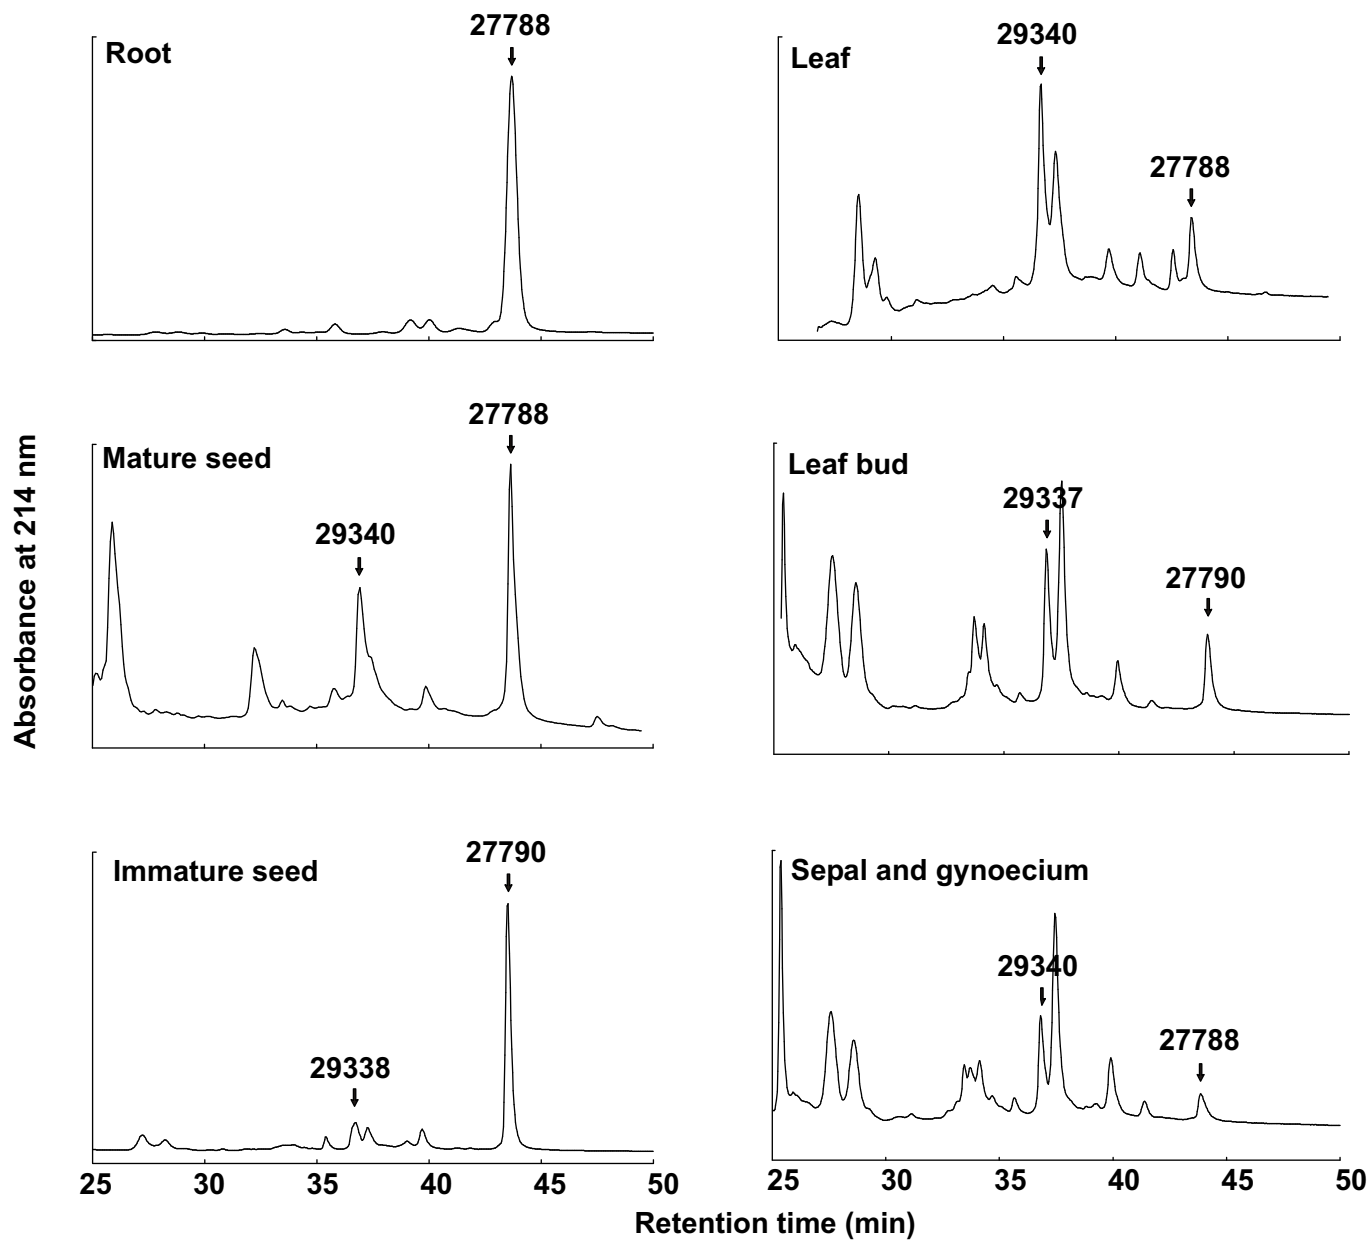 27788
Root
29340
Leaf
27788
27788
Mature seed
29340
Leaf bud
29337
27790
Absorbance at 214 nm
27790
Immature seed
29338
Sepal and gynoecium
29340
27788
25 30 35 40 45 50
25 30 35 40 45 50
Retention time (min)